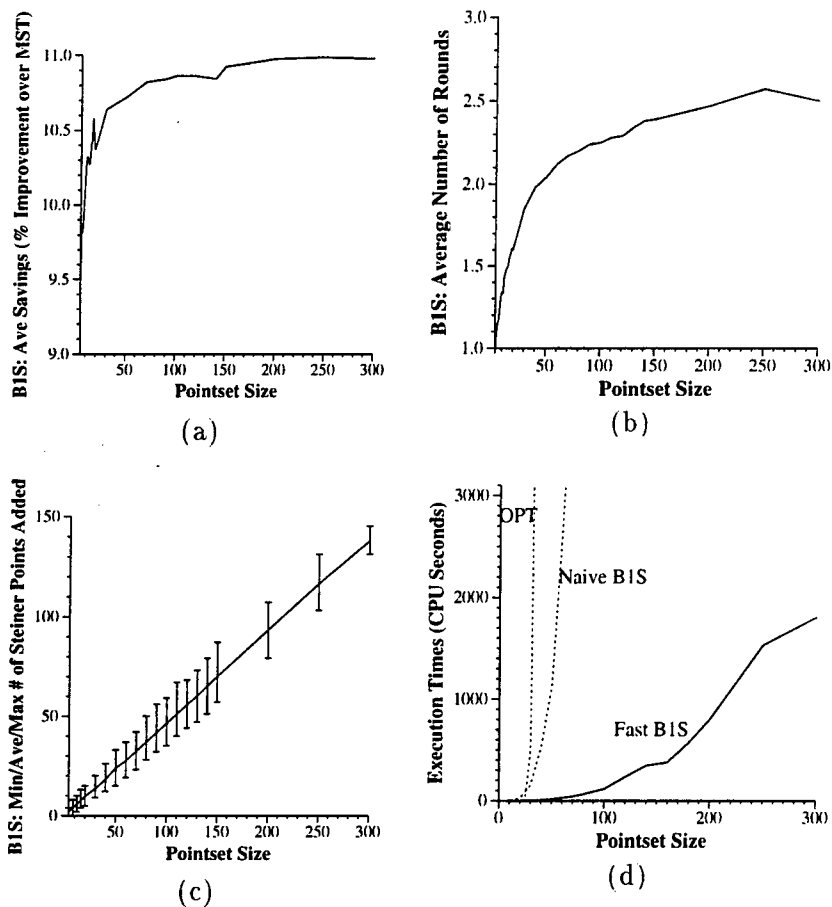 B1S: Ave Savings (% Improvement over MST)
11.0
10.5
10.0
9.5
9.0
50 100 150 200 250 300
Pointset Size
(a)
B1S: Average Number of Rounds
3.0
2.5
2.0
1.5
1.0
50 100 150 200 250 300
Pointset Size
(b)
B1S: Min/Ave/Max # of Steiner Points Added
150
100
50
0
50 100 150 200 250 300
Pointset Size
(c)
Execution Times (CPU Seconds)
3000
2000
1000
0
OPT
Naive B1S
Fast B1S
0 100 200 300
Pointset Size
(d)